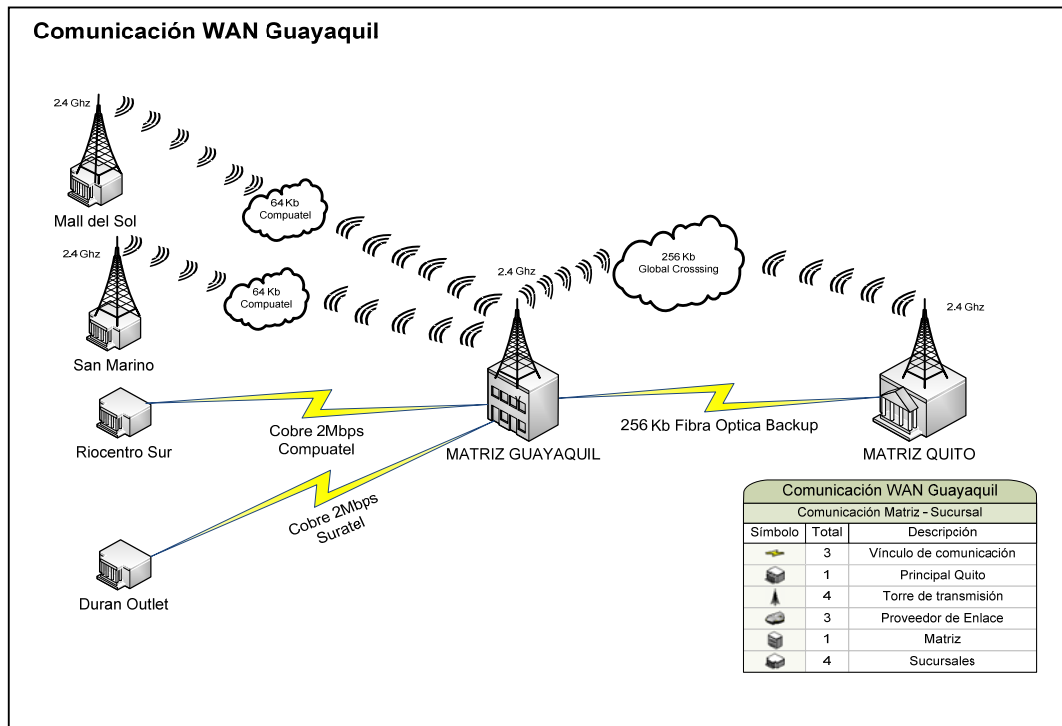 Comunicación WAN Guayaquil
2.4 Ghz
Mall del Sol
64 Kb
Compuatel
2.4 Ghz
San Marino
64 Kb
Compuatel
2.4 Ghz
256 Kb
Global Crosssing
2.4 Ghz
Riocentro Sur
Cobre 2Mbps
Compuatel
MATRIZ GUAYAQUIL
256 Kb Fibra Optica Backup
MATRIZ QUITO
Cobre 2Mbps
Suratel
Duran Outlet
Comunicación WAN Guayaquil
Comunicación Matriz - Sucursal
Símbolo Total Descripción
3 Vínculo de comunicación
1 Principal Quito
4 Torre de transmisión
3 Proveedor de Enlace
1 Matriz
4 Sucursales